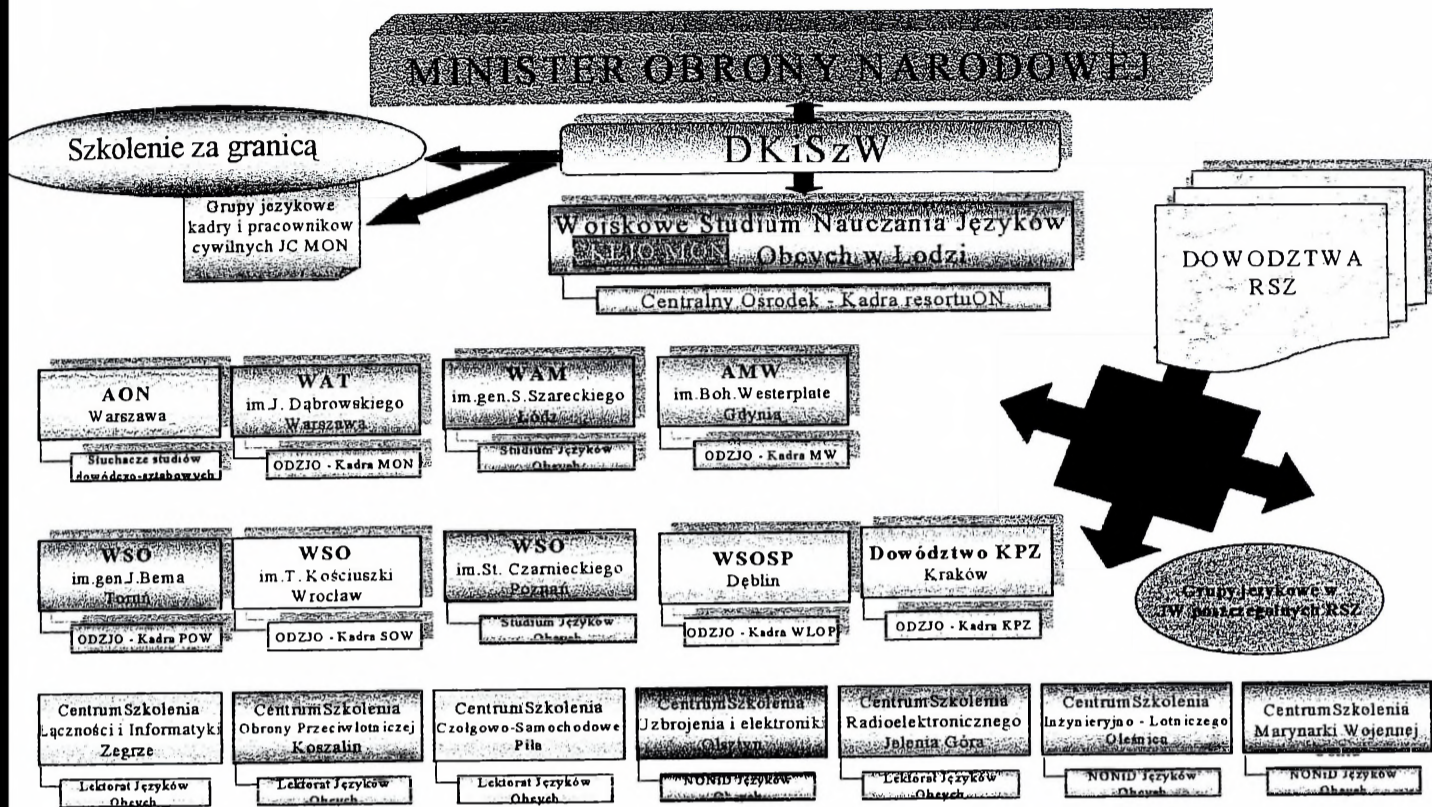 MINISTER OBRONY NARODOWEJ
Szkolenie za granicą
DKiSzW
Grupy językowe
kadry i pracownikow
cywilnych JC MON
Wojskowe Studium Nauczania Języków
Obcych w Łodzi
Centralny Ośrodek - Kadra resortuON
DOWODZTWA
RSZ
AON
Warszawa
Słuchacze studiów
dowódczo-sztabowych
WAT
im.J. Dąbrowskiego
Warszawa
ODZJO - Kadra MON
WAM
im.gen.S.Szareckiego
Łódź
Studium Języków
Obcych
AMW
im.Boh.Westerplate
Gdynia
ODZJO - Kadra MW
WSO
im.gen.J.Bema
Toruń
ODZJO - Kadra POW
WSO
im.T. Kościuszki
Wrocław
ODZJO - Kadra SOW
WSO
im.St. Czarnieckiego
Poznań
Studium Języków
Obcych
WSOSP
Dęblin
ODZJO - Kadra WLOP
Dowództwo KPZ
Kraków
ODZJO - Kadra KPZ
Grupy językowe w
JW poszczególnych RSZ
Centrum Szkolenia
Łączności i Informatyki
Zegrze
Lektorat Języków
Obcych
Centrum Szkolenia
Obrony Przeciwlotniczej
Koszalin
Lektorat Języków
Obcych
Centrum Szkolenia
Czołgowo-Samochodowe
Piła
Lektorat Języków
Obcych
Centrum Szkolenia
Uzbrojenia i elektroniki
Olsztyn
NONiD Języków
Obcych
Centrum Szkolenia
Radioelektronicznego
Jelenia Góra
Lektorat Języków
Obcych
Centrum Szkolenia
Inżynieryjno - Lotniczego
Oleśnica
NONiD Języków
Obcych
Centrum Szkolenia
Marynarki Wojennej
NONiD Języków
Obcych